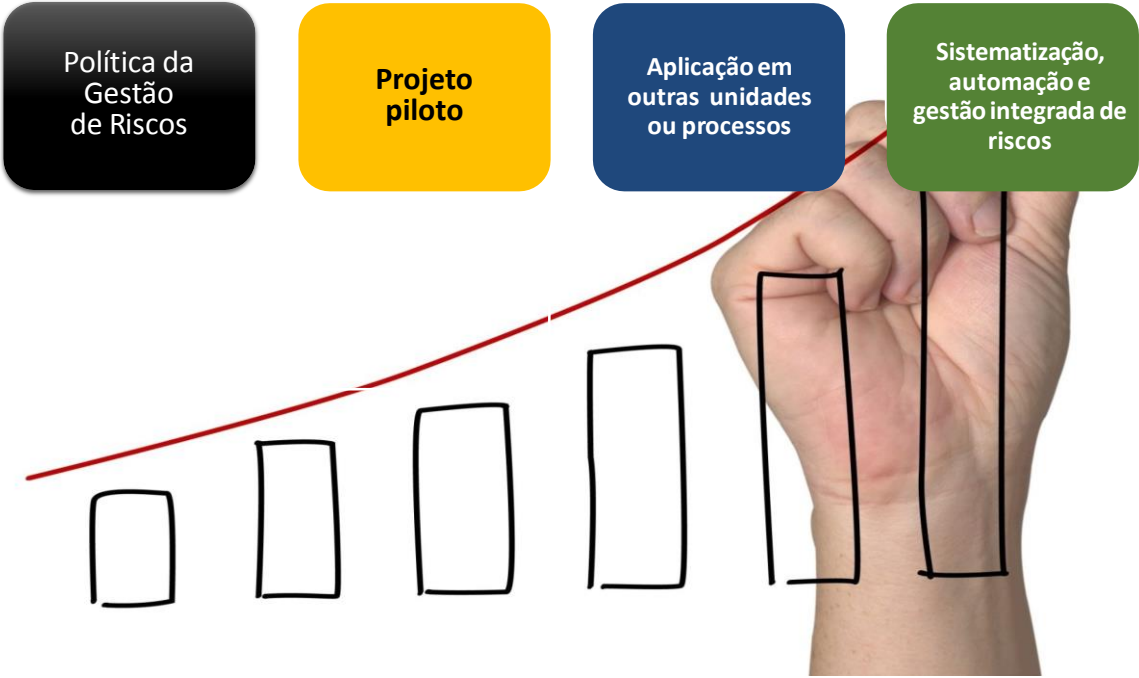 Política da
Gestão
de Riscos
Projeto
piloto
Aplicação em
outras unidades
ou processos
Sistematização,
automação e
gestão integrada de
riscos